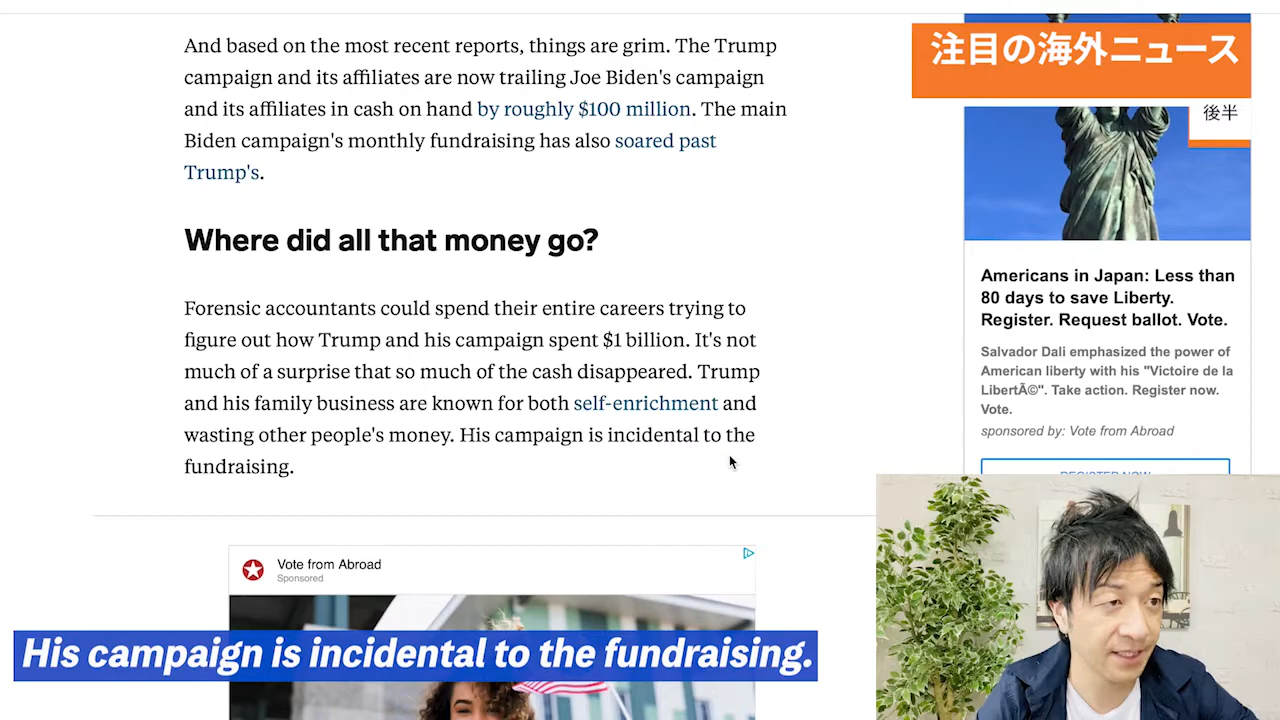 And based on the most recent reports, things are grim. The Trump
campaign and its affiliates are now trailing Joe Biden's campaign
and its affiliates in cash on hand by roughly $100 million. The main
Biden campaign's monthly fundraising has also soared past
Trump's.
Where did all that money go?
Forensic accountants could spend their entire careers trying to
figure out how Trump and his campaign spent $1 billion. It's not
much of a surprise that so much of the cash disappeared. Trump
and his family business are known for both self-enrichment and
wasting other people's money. His campaign is incidental to the
fundraising.
注目の海外ニュース
後半
Americans in Japan: Less than
80 days to save Liberty.
Register. Request ballot. Vote.
Salvador Dali emphasized the power of
American liberty with his "Victoire de la
LibertÃ©". Take action. Register now.
Vote.
sponsored by: Vote from Abroad
REGISTER NOW
Vote from Abroad
Sponsored
His campaign is incidental to the fundraising.